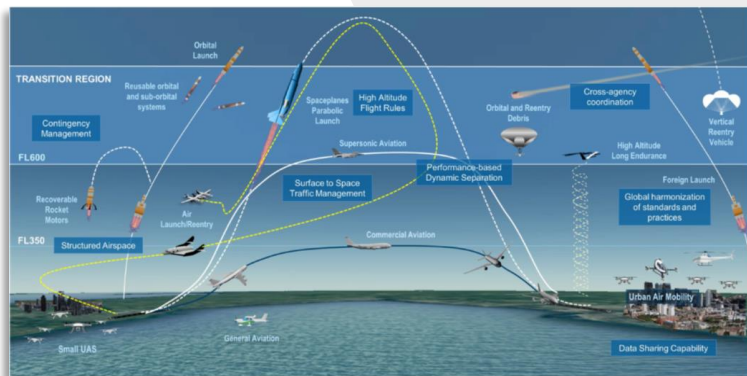 Orbital
Launch
TRANSITION REGION
Reusable orbital
and sub-orbital
systems
Spaceplanes
Parabolic
Launch
High Altitude
Flight Rules
Orbital and Reentry
Debris
Cross-agency
coordination
Vertical
Reentry
Vehicle
Contingency
Management
FL600
Supersonic Aviation
High Altitude
Long Endurance
Performance-based
Dynamic Separation
Surface to Space
Traffic Management
Foreign Launch
Recoverable
Rocket
Motors
Air
Launch/Reentry
Global harmonization
of standards and
practices
FL350
Structured Airspace
Commercial Aviation
Urban Air Mobility
Small UAS
General Aviation
Data Sharing Capability